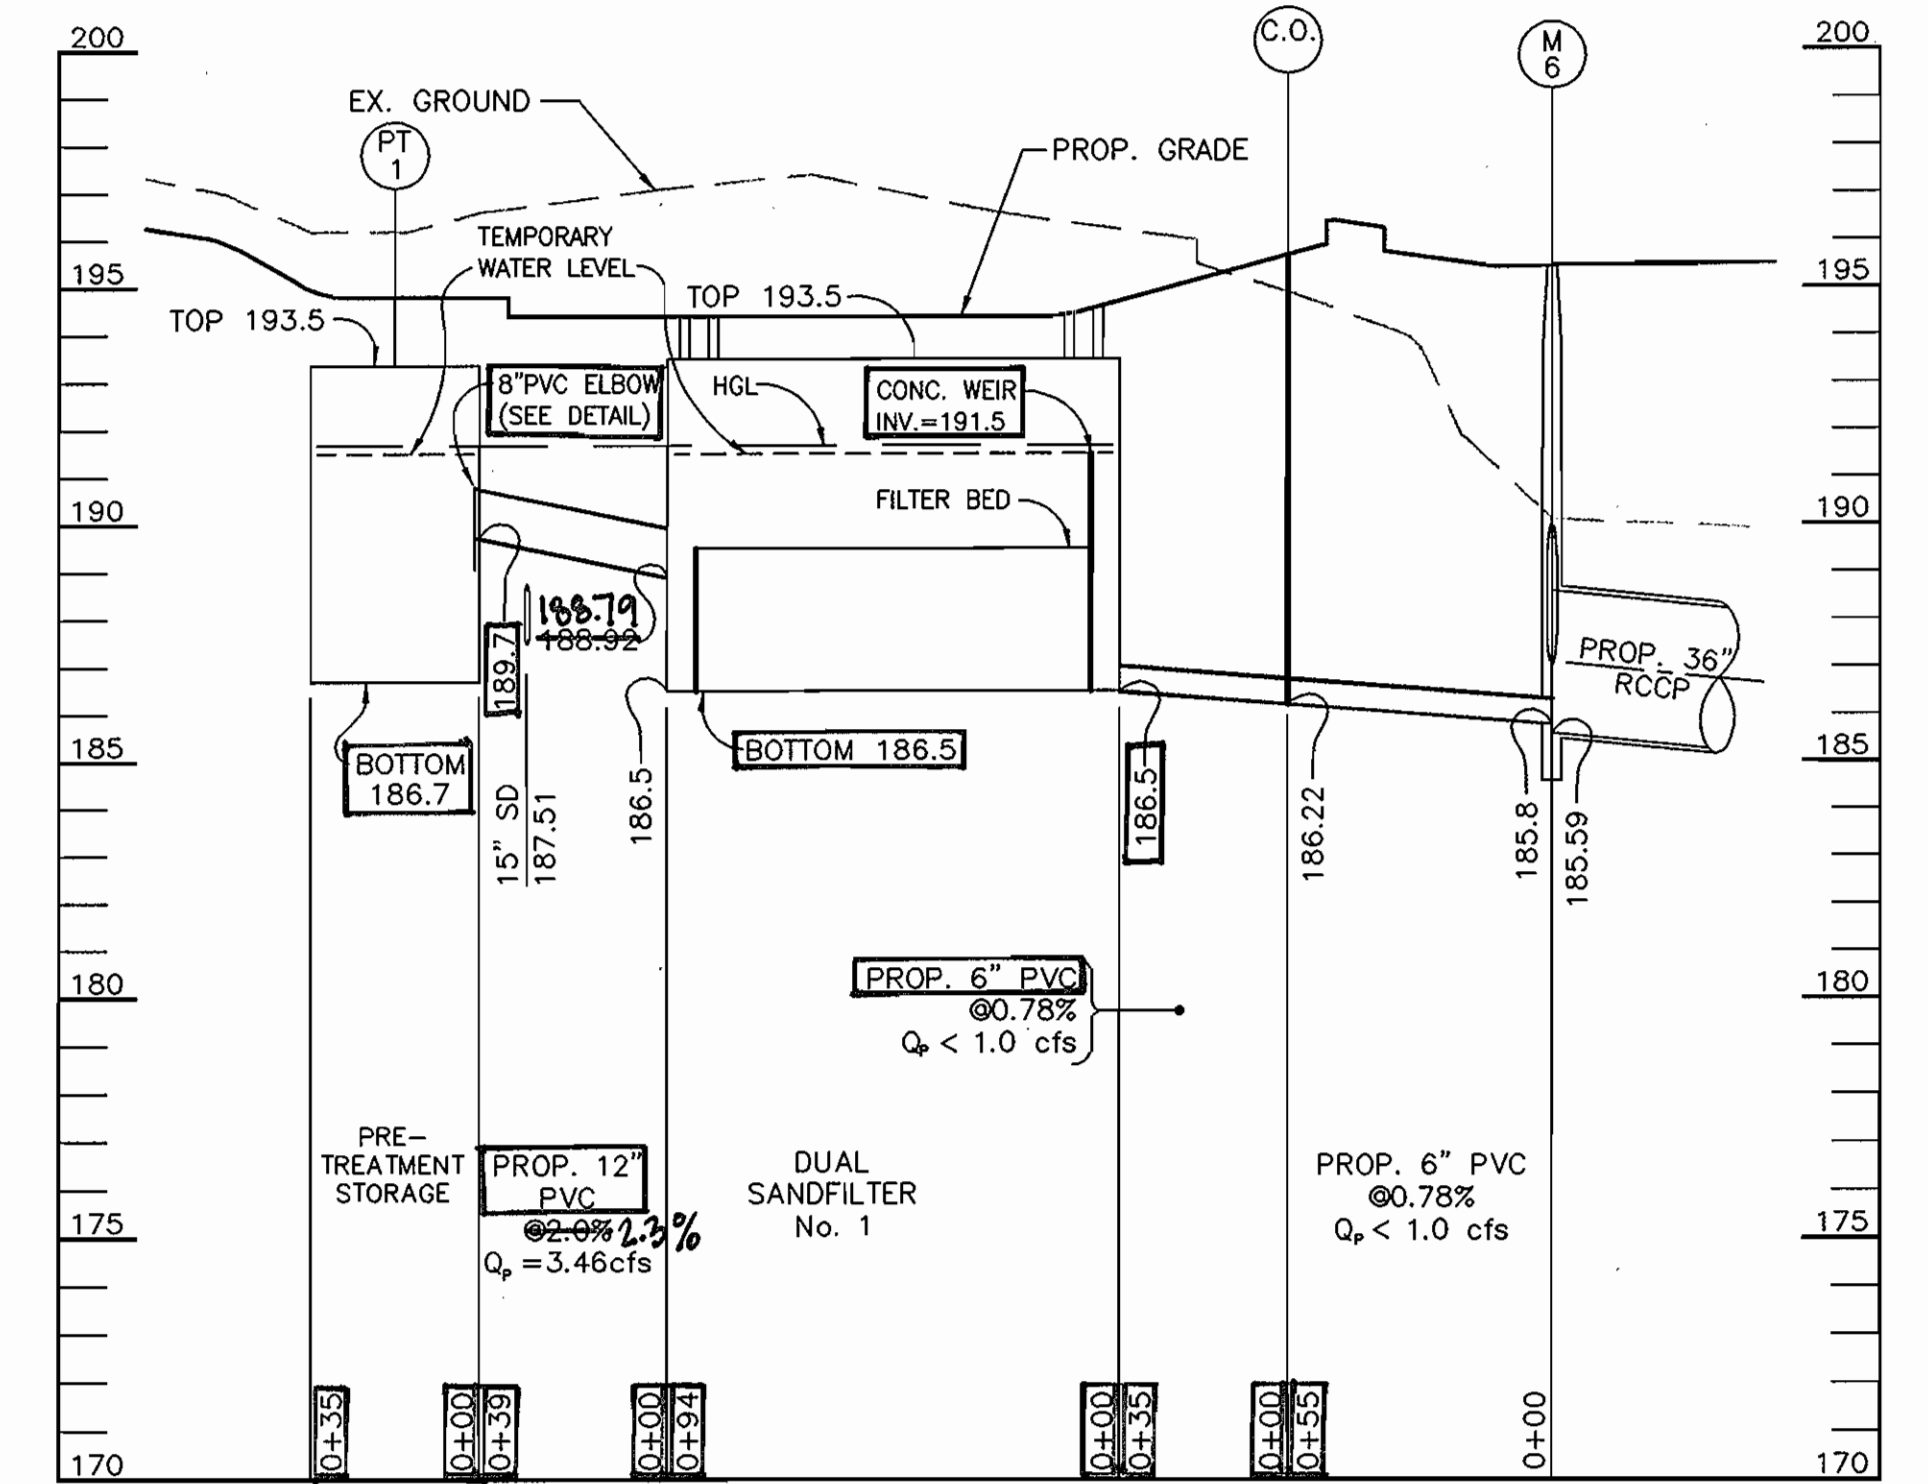 200
200
C.O.
M
6
EX. GROUND
PT
1
PROP. GRADE
TEMPORARY
WATER LEVEL
195
195
TOP 193.5
TOP 193.5
8"PVC ELBOW
(SEE DETAIL)
HGL
CONC. WEIR
INV.=191.5
190
190
FILTER BED
188.79
188.92
189.7
PROP. 36"
RCCP
185
185
BOTTOM
186.7
BOTTOM 186.5
15" SD
187.51
186.5
186.5
186.22
185.8
185.59
180
180
PROP. 6" PVC
@0.78%
Qp < 1.0 cfs
PRE-
TREATMENT
STORAGE
PROP. 12"
PVC
@2.0% 2.3%
Qp =3.46cfs
DUAL
SANDFILTER
No. 1
PROP. 6" PVC
@0.78%
Qp < 1.0 cfs
175
175
0+35
0+00
0+39
0+00
0+94
0+00
0+35
0+00
0+55
0+00
170
170